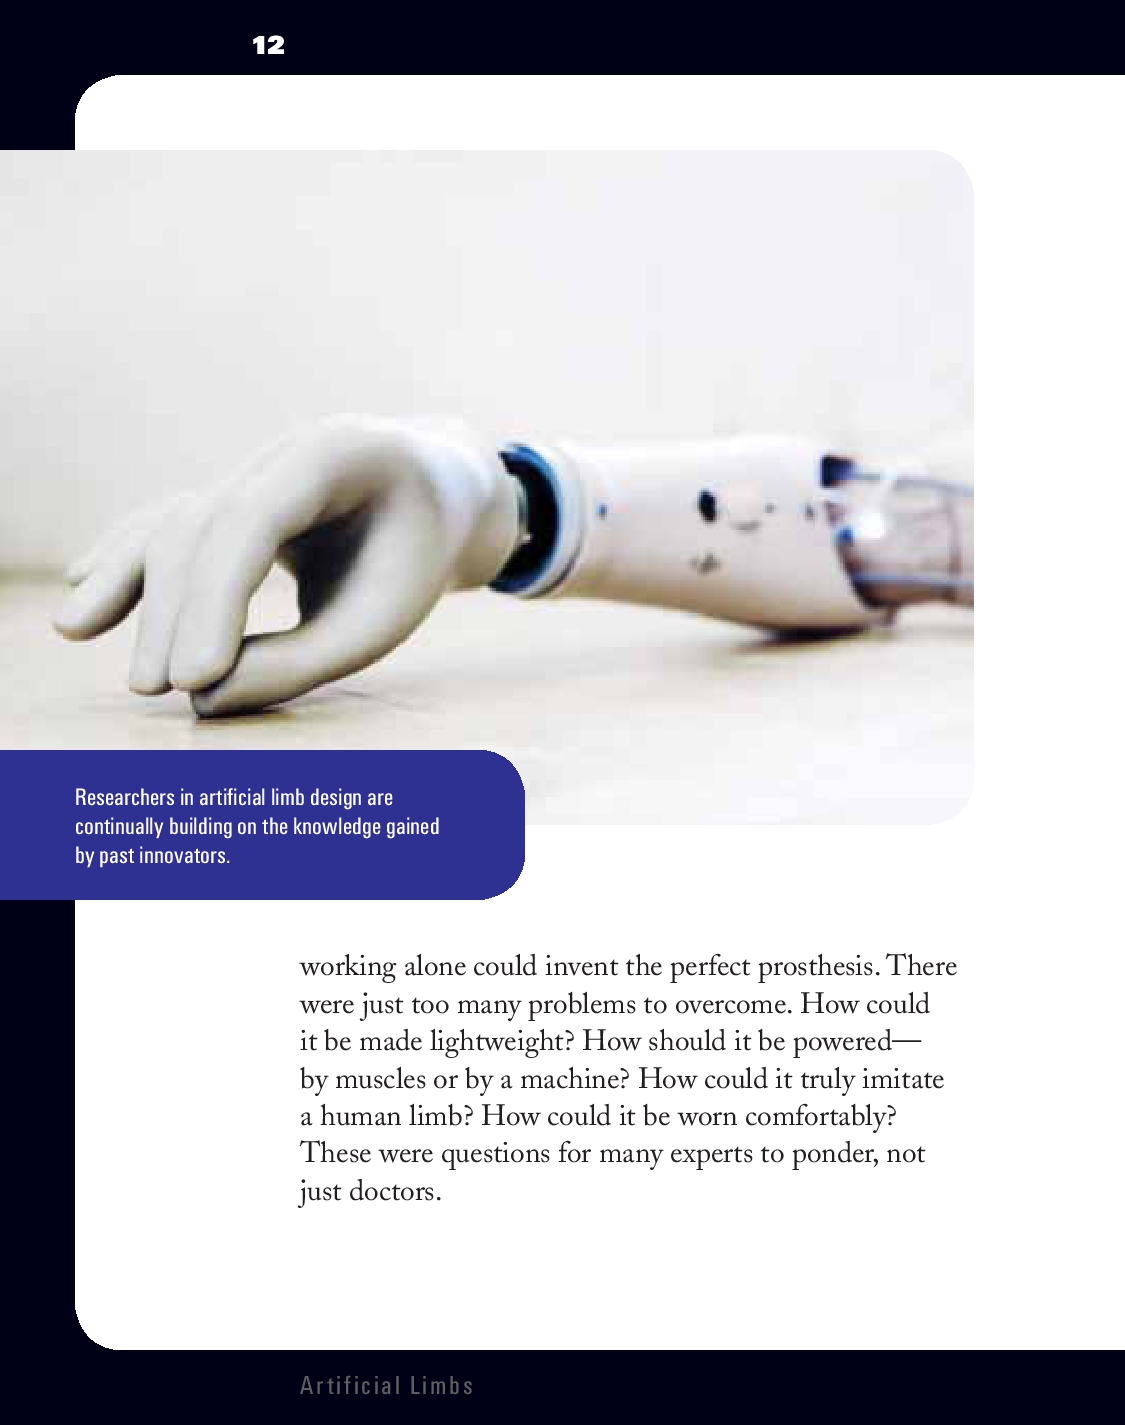 12
Researchers in artificial limb design are
continually building on the knowledge gained
by past innovators.
working alone could invent the perfect prosthesis. There
were just too many problems to overcome. How could
it be made lightweight? How should it be powered—
by muscles or by a machine? How could it truly imitate
a human limb? How could it be worn comfortably?
These were questions for many experts to ponder, not
just doctors.
Artificial Limbs